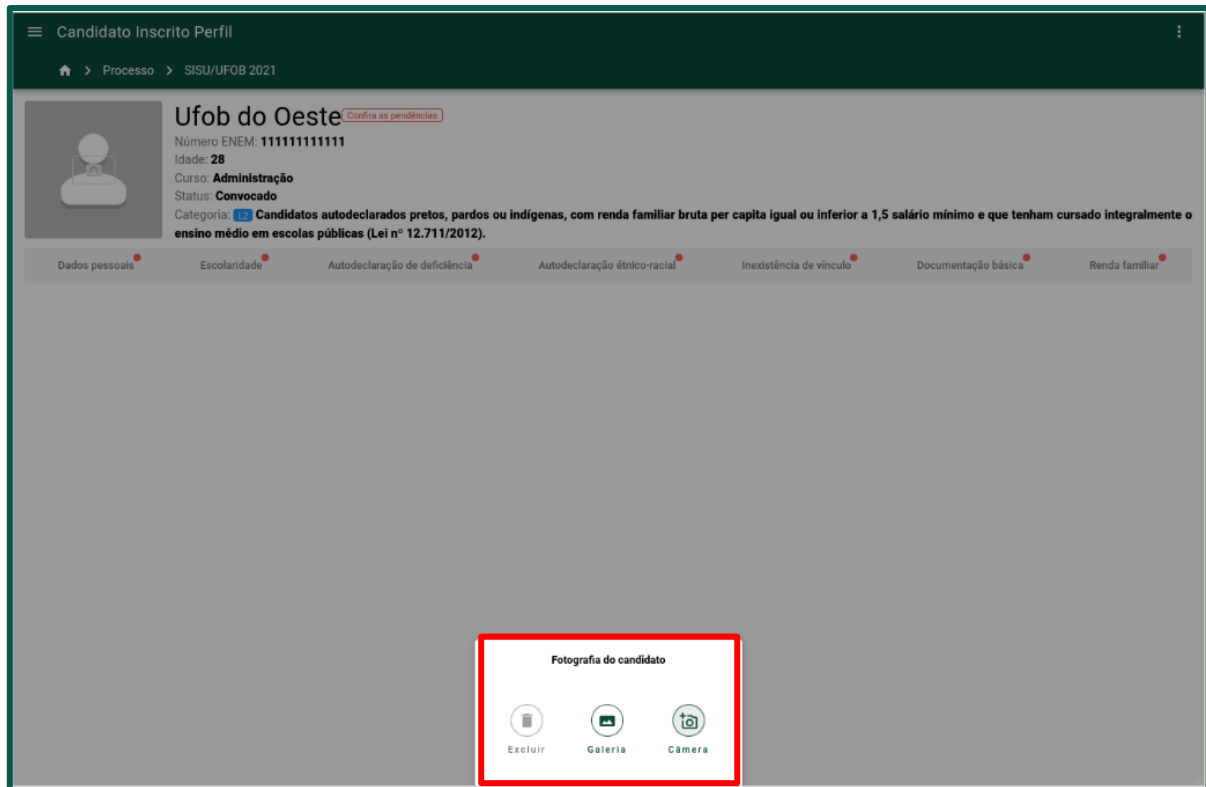 Candidato Inscrito Perfil
Processo > SISU/UFOB 2021
Ufob do Oeste Confira as pendências
Número ENEM: 111111111111
Idade: 28
Curso: Administração
Status: Convocado
Categoria: L2 Candidatos autodeclarados pretos, pardos ou indígenas, com renda familiar bruta per capita igual ou inferior a 1,5 salário mínimo e que tenham cursado integralmente o
ensino médio em escolas públicas (Lei nº 12.711/2012).
Dados pessoais Escolaridade Autodeclaração de deficiência Autodeclaração étnico-racial Inexistência de vínculo Documentação básica Renda familiar
Fotografia do candidato
Excluir Galeria Câmera